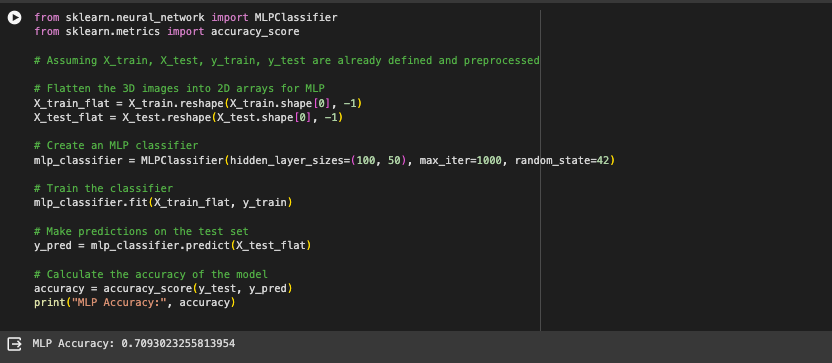 from sklearn.neural_network import MLPClassifier
from sklearn.metrics import accuracy_score
# Assuming X_train, X_test, y_train, y_test are already defined and preprocessed
# Flatten the 3D images into 2D arrays for MLP
X_train_flat = X_train.reshape(X_train.shape[0], -1)
X_test_flat = X_test.reshape(X_test.shape[0], -1)
# Create an MLP classifier
mlp_classifier = MLPClassifier(hidden_layer_sizes=(100, 50), max_iter=1000, random_state=42)
# Train the classifier
mlp_classifier.fit(X_train_flat, y_train)
# Make predictions on the test set
y_pred = mlp_classifier.predict(X_test_flat)
# Calculate the accuracy of the model
accuracy = accuracy_score(y_test, y_pred)
print("MLP Accuracy:", accuracy)
MLP Accuracy: 0.7093023255813954